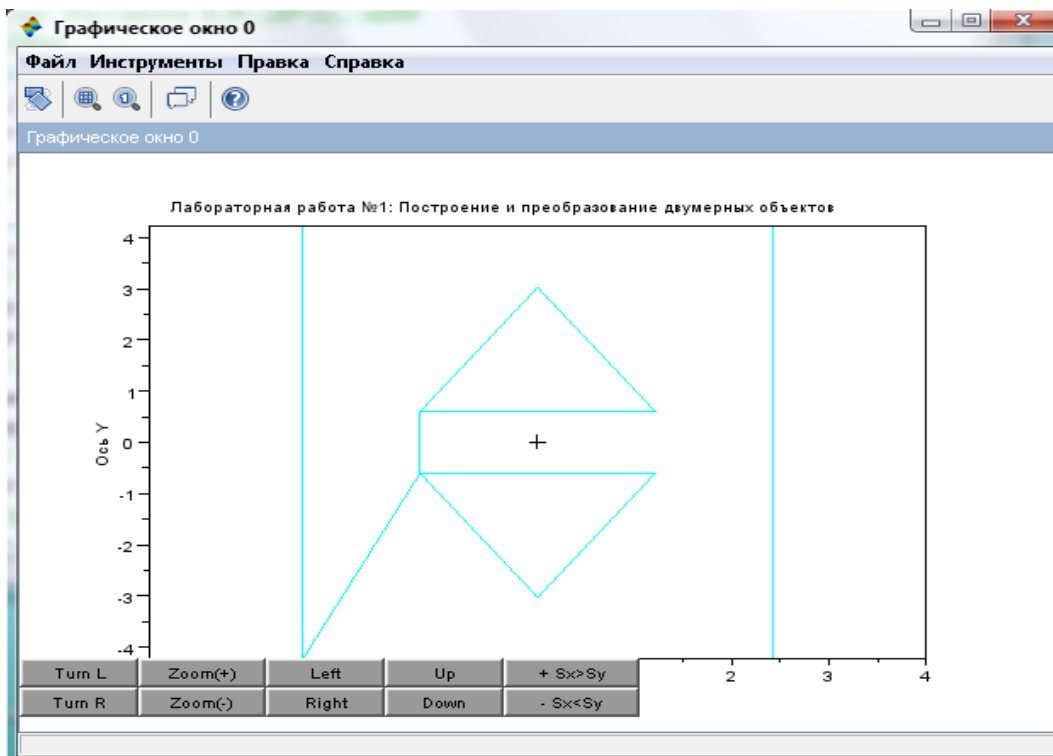 Графическое окно 0
Файл Инструменты Правка Справка
Графическое окно 0
Лабораторная работа №1: Построение и преобразование двумерных объектов
4
3
2
1
0
-1
-2
-3
-4
Ось Y
2 3 4
Turn L Zoom(+) Left Up + Sx>Sy
Turn R Zoom(-) Right Down - Sx<Sy